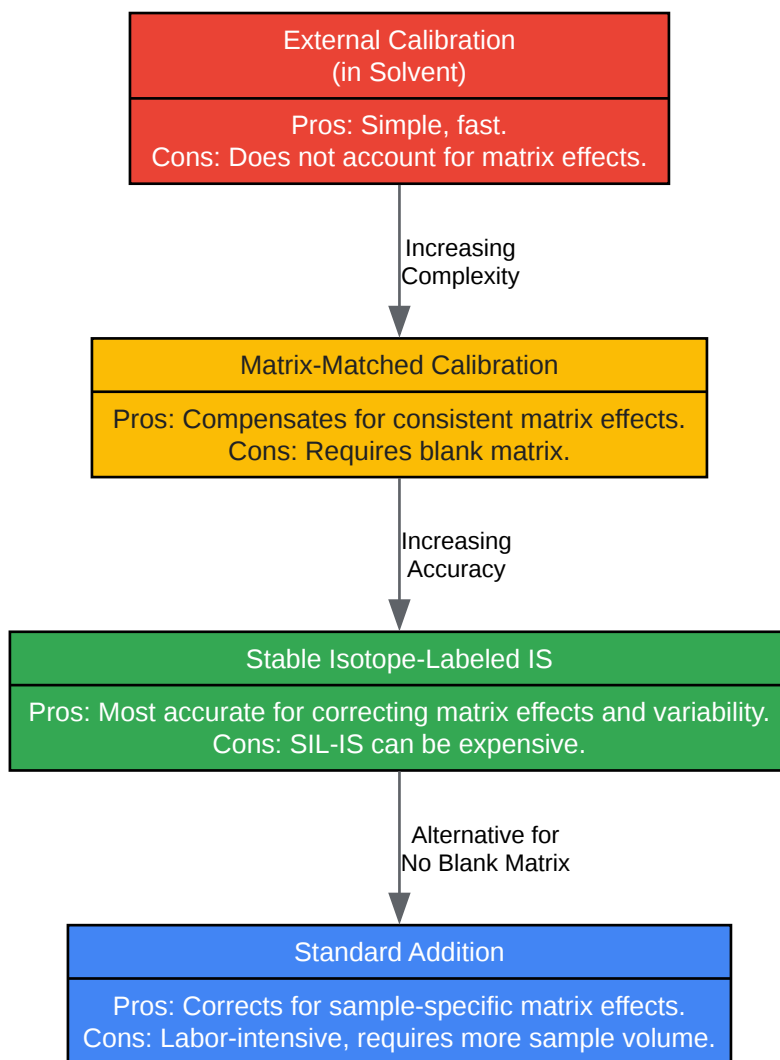 External Calibration
(in Solvent)
Pros: Simple, fast.
Cons: Does not account for matrix effects.
Increasing
Complexity
Matrix-Matched Calibration
Pros: Compensates for consistent matrix effects.
Cons: Requires blank matrix.
Increasing
Accuracy
Stable Isotope-Labeled IS
Pros: Most accurate for correcting matrix effects and variability.
Cons: SIL-IS can be expensive.
Alternative for
No Blank Matrix
Standard Addition
Pros: Corrects for sample-specific matrix effects.
Cons: Labor-intensive, requires more sample volume.